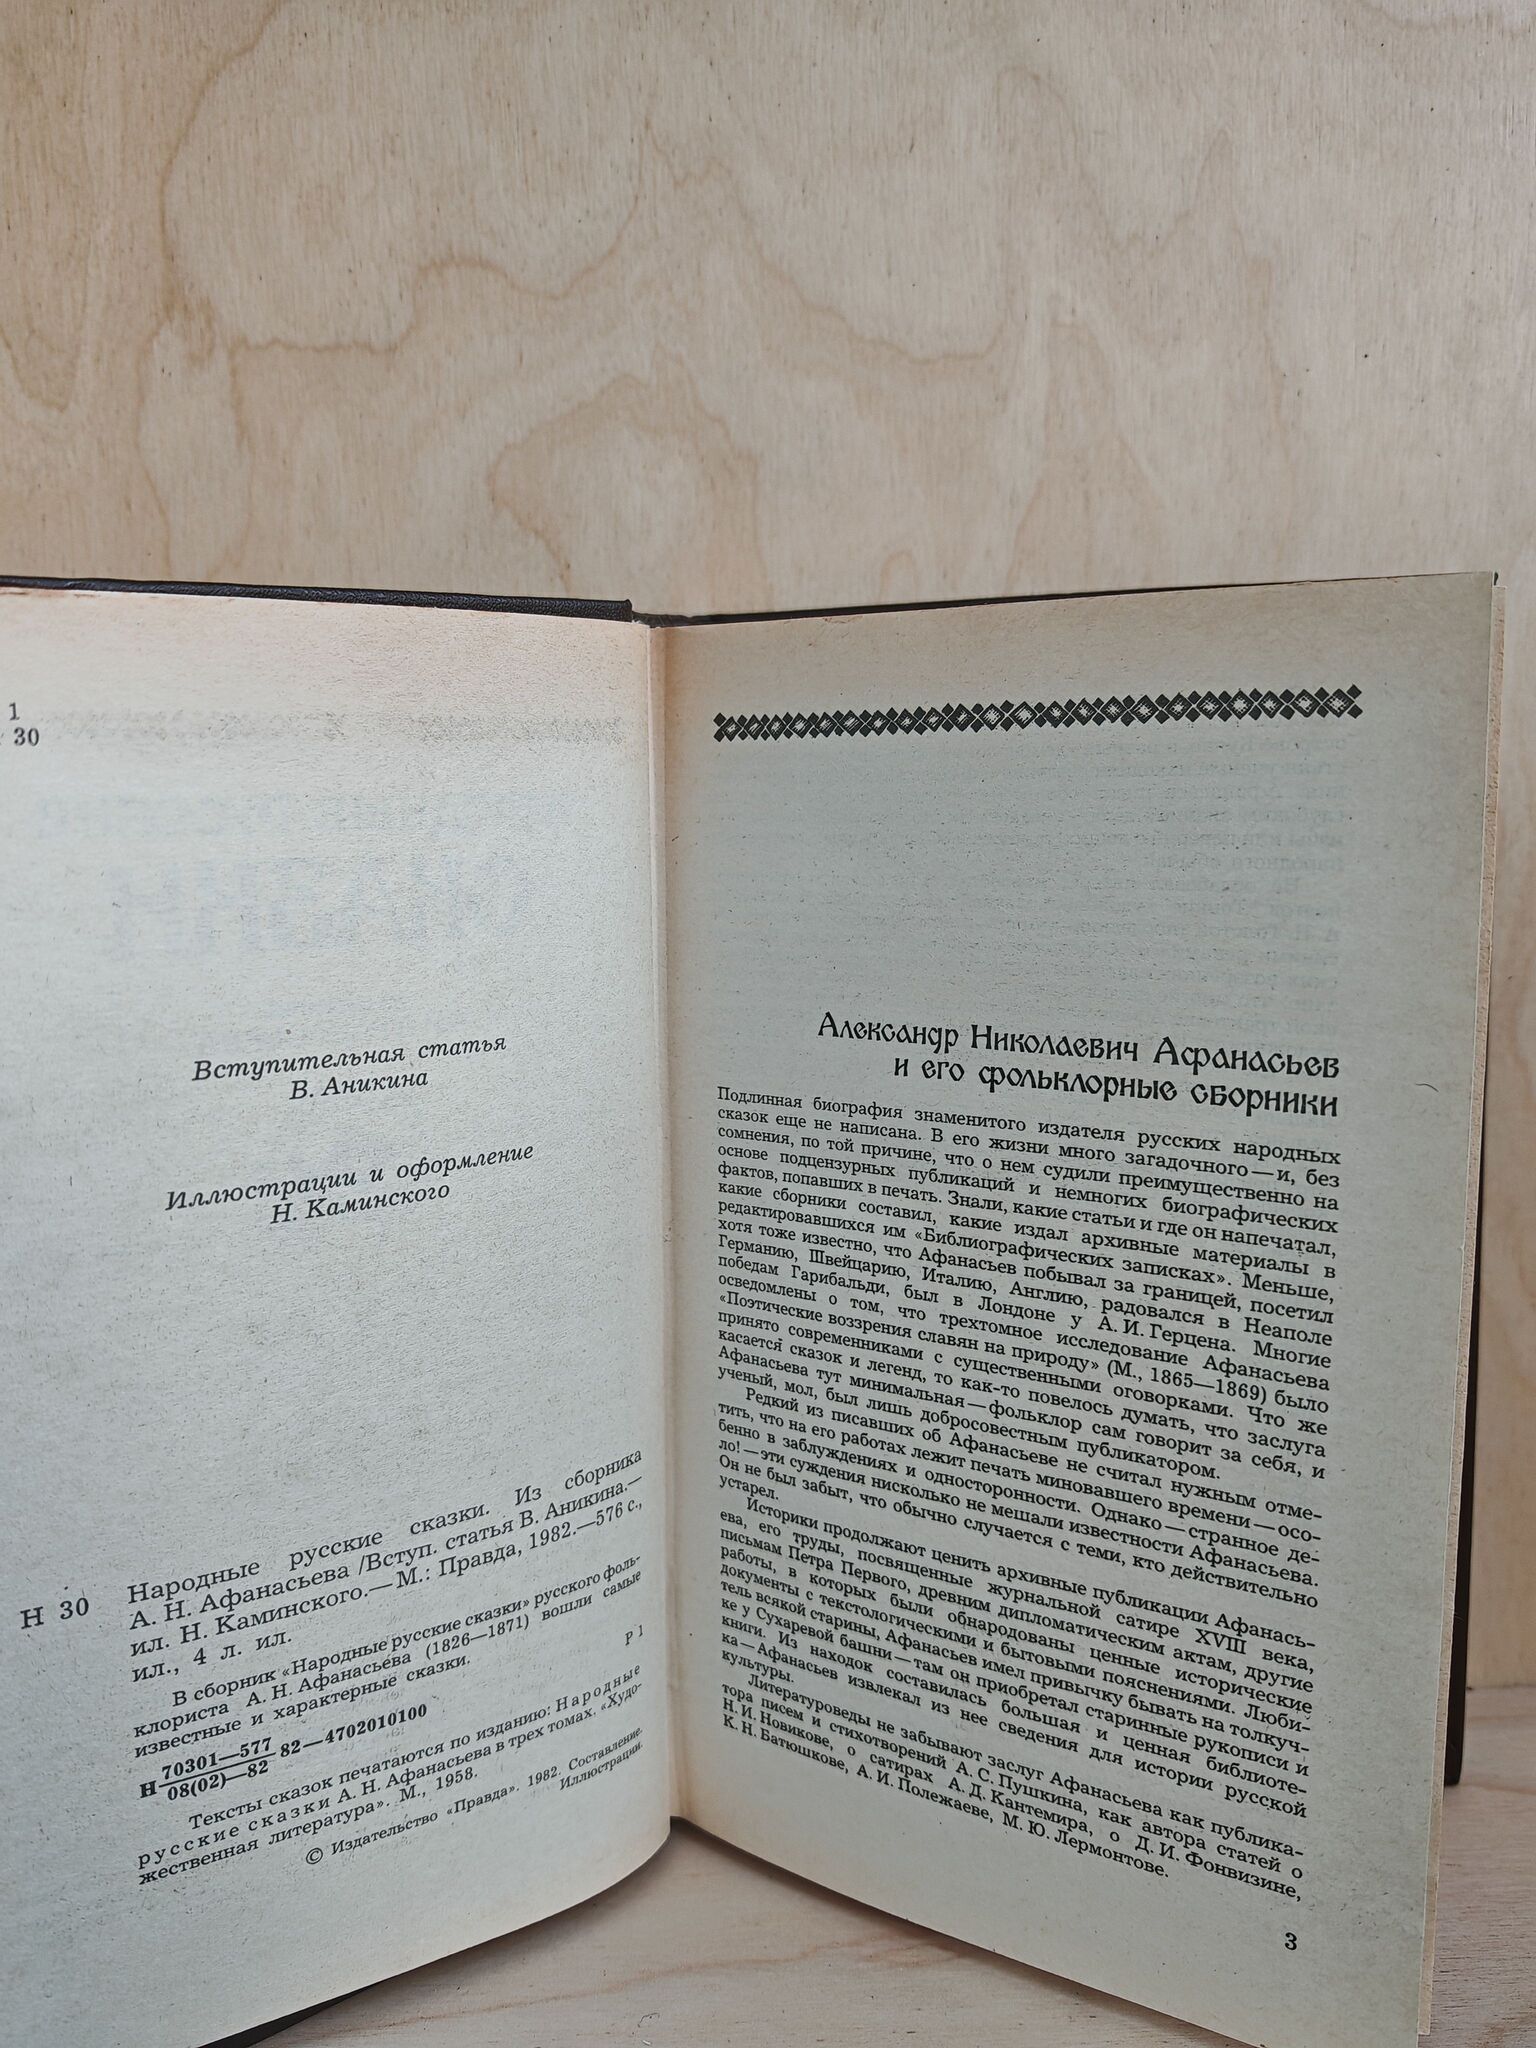 1
30
Вступительная статья
В. Аникина
Иллюстрации и оформление
Н. Каминского
Народные русские сказки. Из сборника
Н 30 А. Н. Афанасьева /Вступ. статья В. Аникина.—
ил. Н. Каминского.— М.: Правда, 1982.—576 с.,
ил., 4 л. ил.
В сборник «Народные русские сказки» русского фоль-
клориста А. Н. Афанасьева (1826—1871) вошли самые
известные и характерные сказки.
Р 1
Н 70301—577
08(02)—82 82—4702010100
Тексты сказок печатаются по изданию: Народные
русские сказки А. Н. Афанасьева в трех томах. «Худо-
жественная литература». М., 1958.
© Издательство «Правда». 1982. Составление.
Иллюстрации.
Александр Николаевич Афанасьев
и его фольклорные сборники
Подлинная биография знаменитого издателя русских народных
сказок еще не написана. В его жизни много загадочного — и, без
сомнения, по той причине, что о нем судили преимущественно на
основе подцензурных публикаций и немногих биографических
фактов, попавших в печать. Знали, какие статьи и где он напечатал,
какие сборники составил, какие издал архивные материалы в
редактировавшихся им «Библиографических записках». Меньше,
хотя тоже известно, что Афанасьев побывал за границей, посетил
Германию, Швейцарию, Италию, Англию, радовался в Неаполе
победам Гарибальди, был в Лондоне у А. И. Герцена. Многие
осведомлены о том, что трехтомное исследование Афанасьева
«Поэтические воззрения славян на природу» (М., 1865—1869) было
принято современниками с существенными оговорками. Что же
касается сказок и легенд, то как-то повелось думать, что заслуга
Афанасьева тут минимальная — фольклор сам говорит за себя, и
ученый, мол, был лишь добросовестным публикатором.
Редкий из писавших об Афанасьеве не считал нужным отме-
тить, что на его работах лежит печать миновавшего времени — осо-
бенно в заблуждениях и односторонности. Однако — странное де-
ло! — эти суждения нисколько не мешали известности Афанасьева.
Он не был забыт, что обычно случается с теми, кто действительно
устарел.
Историки продолжают ценить архивные публикации Афанась-
ева, его труды, посвященные журнальной сатире XVIII века,
письмам Петра Первого, древним дипломатическим актам, другие
работы, в которых были обнародованы ценные исторические
документы с текстологическими и бытовыми пояснениями. Люби-
тель всякой старины, Афанасьев имел привычку бывать на толкуч-
ке у Сухаревой башни — там он приобретал старинные рукописи и
книги. Из находок составилась большая и ценная библиоте-
ка — Афанасьев извлекал из нее сведения для истории русской
культуры.
Литературоведы не забывают заслуг Афанасьева как публика-
тора писем и стихотворений А. С. Пушкина, как автора статей о
Н. И. Новикове, о сатирах А. Д. Кантемира, о Д. И. Фонвизине,
К. Н. Батюшкове, А. И. Полежаеве, М. Ю. Лермонтове.
3